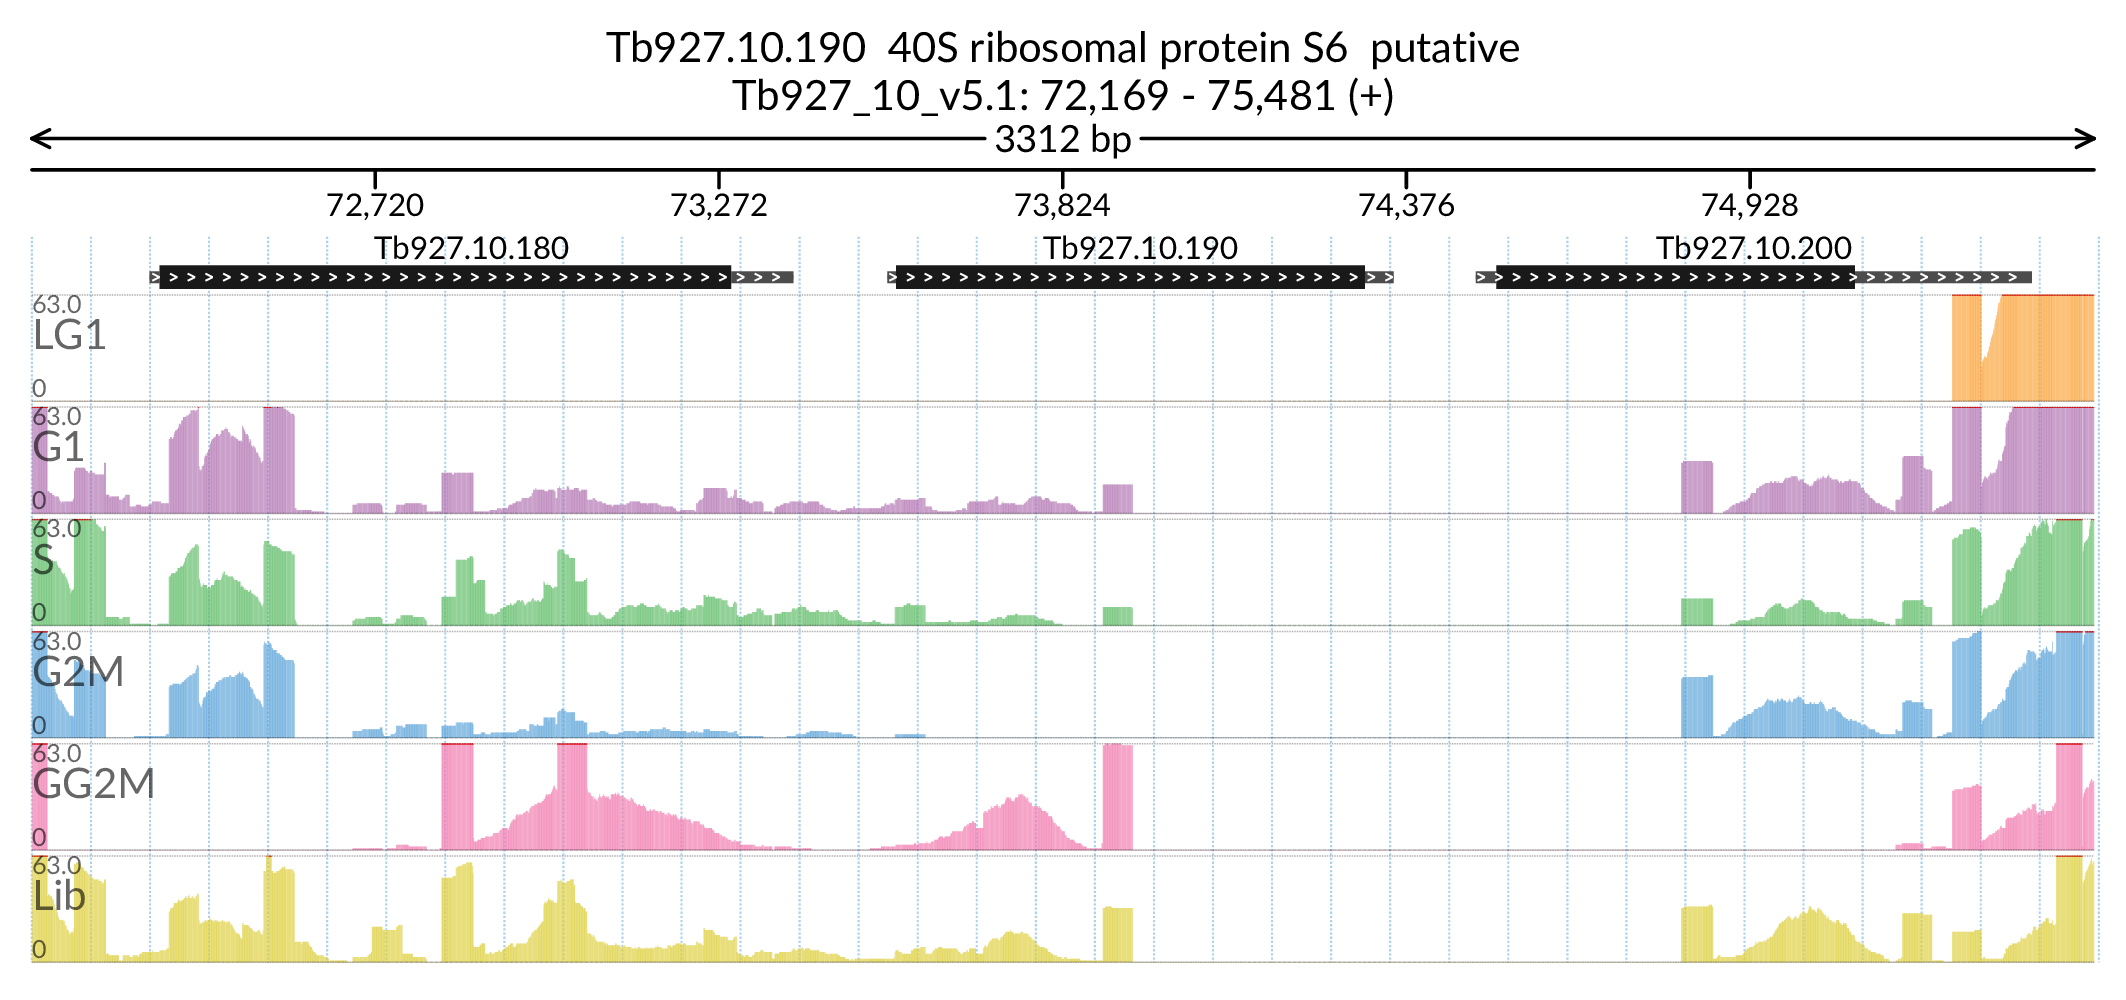 Tb927.10.190  40S ribosomal protein S6  putative
Tb927_10_v5.1: 72,169 - 75,481 (+)
3312 bp
72,720 73,272 73,824 74,376 74,928
Tb927.10.180 Tb927.10.190 Tb927.10.200
63.0
LG1
0
63.0
G1
0
63.0
S
0
63.0
G2M
0
63.0
GG2M
0
63.0
Lib
0